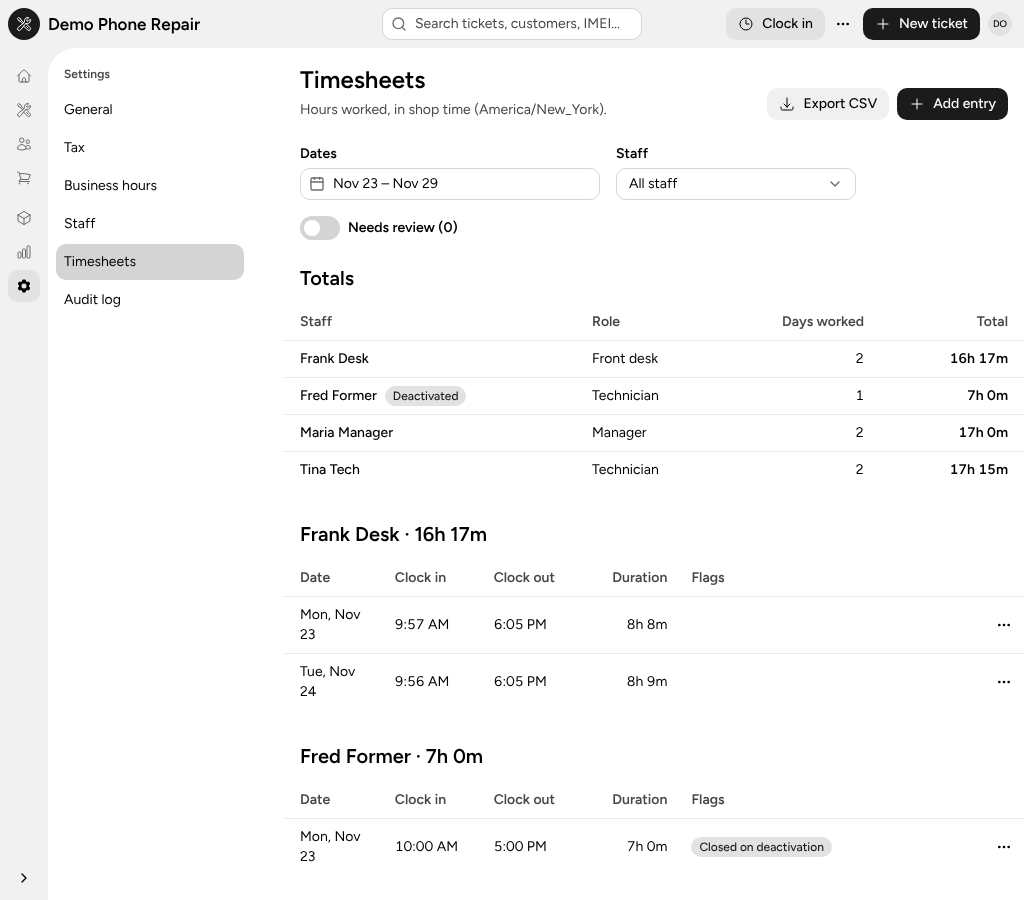 Demo Phone Repair
Search tickets, customers, IMEI...
Clock in
New ticket
DO
Settings
General
Tax
Business hours
Staff
Timesheets
Audit log
Timesheets
Hours worked, in shop time (America/New_York).
Export CSV
Add entry
Dates
Staff
Nov 23 – Nov 29
All staff
Needs review (0)
Totals
Staff Role Days worked Total
Frank Desk Front desk 2 16h 17m
Fred Former Deactivated Technician 1 7h 0m
Maria Manager Manager 2 17h 0m
Tina Tech Technician 2 17h 15m
Frank Desk · 16h 17m
Date Clock in Clock out Duration Flags
Mon, Nov
23
9:57 AM 6:05 PM 8h 8m
Tue, Nov
24
9:56 AM 6:05 PM 8h 9m
Fred Former · 7h 0m
Date Clock in Clock out Duration Flags
Mon, Nov
23
10:00 AM 5:00 PM 7h 0m Closed on deactivation